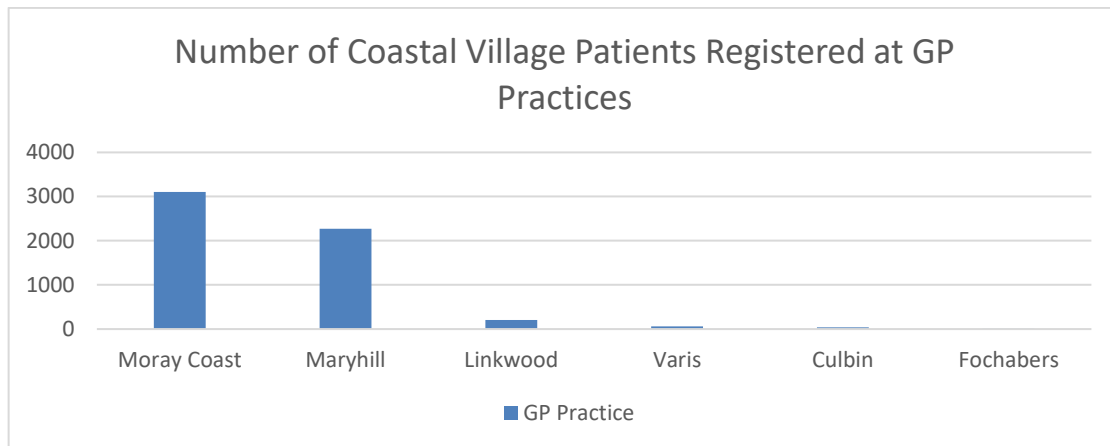 Number of Coastal Village Patients Registered at GP
Practices
4000
3000
2000
1000
0
Moray Coast Maryhill Linkwood Varis Culbin Fochabers
GP Practice